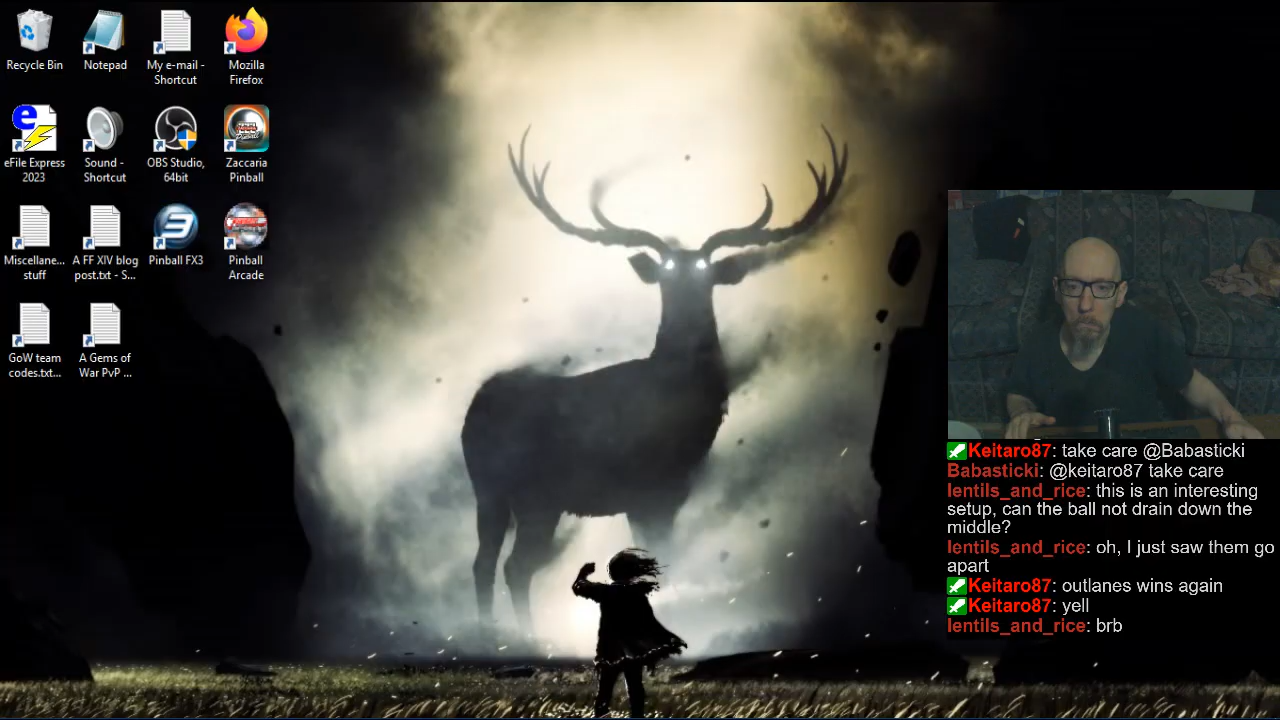 Recycle Bin
Notepad
My e-mail -
Shortcut
Mozilla
Firefox
eFile Express
2023
Sound -
Shortcut
OBS Studio,
64bit
Zaccaria
Pinball
Miscellane...
stuff
A FF XIV blog
post.txt - S...
Pinball FX3
Pinball
Arcade
GoW team
codes.txt...
A Gems of
War PvP ...
Keitaro87: take care @Babasticki
Babasticki: @keitaro87 take care
lentils_and_rice: this is an interesting
setup, can the ball not drain down the
middle?
lentils_and_rice: oh, I just saw them go
apart
Keitaro87: outlanes wins again
Keitaro87: yell
lentils_and_rice: brb